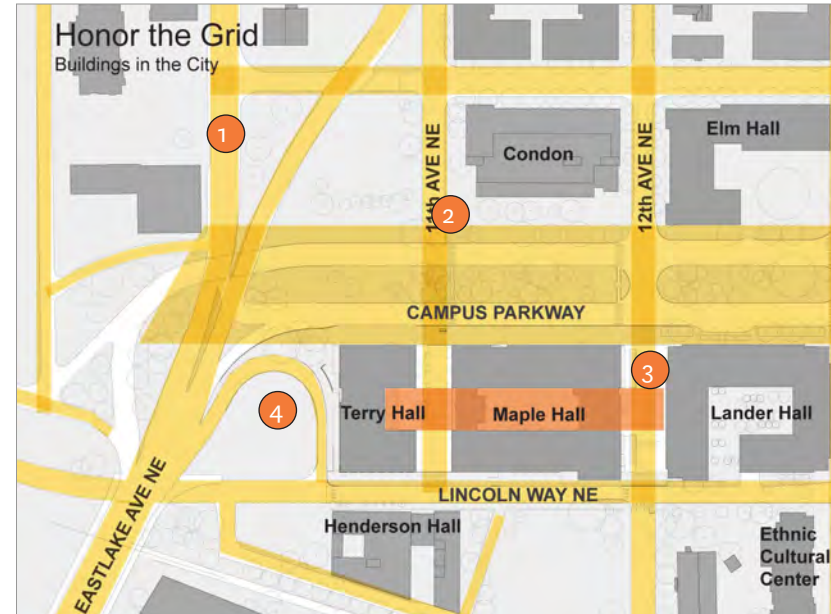 Honor the Grid
Buildings in the City
1
11th AVE NE
Condon
12th AVE NE
Elm Hall
2
CAMPUS PARKWAY
3
4
Terry Hall
Maple Hall
Lander Hall
EASTLAKE AVE NE
LINCOLN WAY NE
Henderson Hall
Ethnic
Cultural
Center